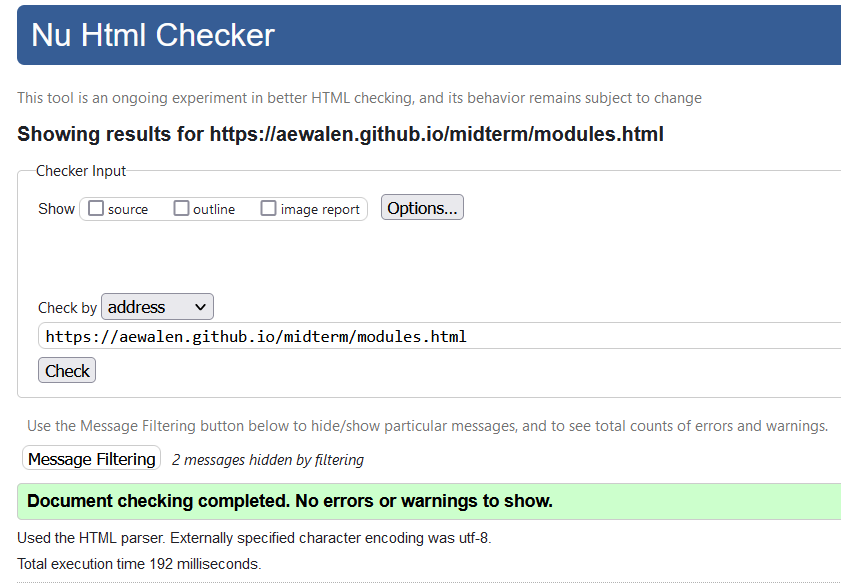 Nu Html Checker
This tool is an ongoing experiment in better HTML checking, and its behavior remains subject to change
Showing results for https://aewalen.github.io/midterm/modules.html
Checker Input
Show source outline image report Options...
Check by address
https://aewalen.github.io/midterm/modules.html
Check
Use the Message Filtering button below to hide/show particular messages, and to see total counts of errors and warnings.
Message Filtering 2 messages hidden by filtering
Document checking completed. No errors or warnings to show.
Used the HTML parser. Externally specified character encoding was utf-8.
Total execution time 192 milliseconds.